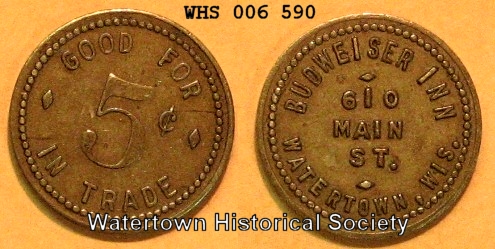 WHS 006 590
GOOD FOR
5¢
IN TRADE
BUDWEISER INN
610
MAIN
ST.
WATERTOWN, WIS.
Watertown Historical Society